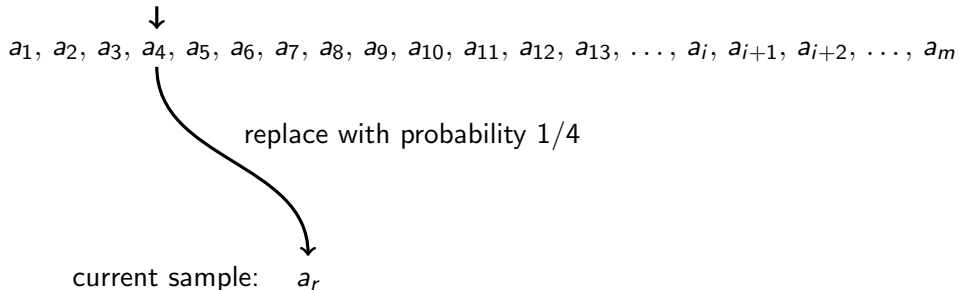 a₁, a₂, a₃, a₄, a₅, a₆, a₇, a₈, a₉, a₁₀, a₁₁, a₁₂, a₁₃, ..., aᵢ, aᵢ₊₁, aᵢ₊₂, ..., aₘ
replace with probability 1/4
current sample: aᵣ